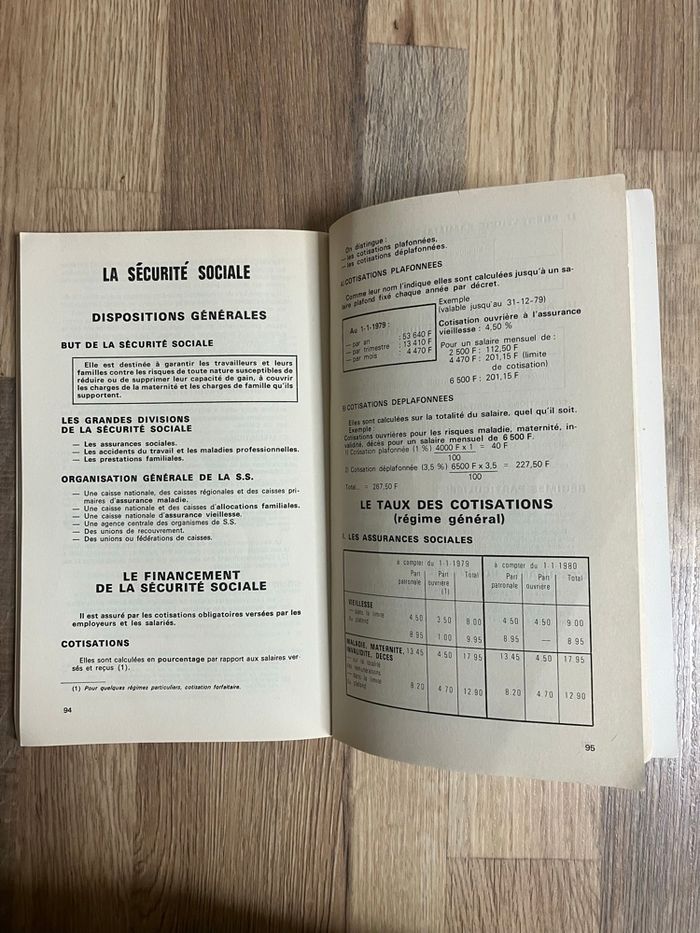 LA SÉCURITÉ SOCIALE
DISPOSITIONS GÉNÉRALES
BUT DE LA SÉCURITÉ SOCIALE
Elle est destinée à garantir les travailleurs et leurs
familles contre les risques de toute nature susceptibles de
réduire ou de supprimer leur capacité de gain, à couvrir
les charges de la maternité et les charges de famille qu'ils
supportent.
LES GRANDES DIVISIONS
DE LA SÉCURITÉ SOCIALE
— Les assurances sociales.
— Les accidents du travail et les maladies professionnelles.
— Les prestations familiales.
ORGANISATION GÉNÉRALE DE LA S.S.
— Une caisse nationale, des caisses régionales et des caisses pri-
maires d'assurance maladie.
— Une caisse nationale et des caisses d'allocations familiales.
— Une caisse nationale d'assurance vieillesse.
— Une agence centrale des organismes de S.S.
— Des unions de recouvrement.
— Des unions ou fédérations de caisses.
LE FINANCEMENT
DE LA SÉCURITÉ SOCIALE
Il est assuré par les cotisations obligatoires versées par les
employeurs et les salariés.
COTISATIONS
Elles sont calculées en pourcentage par rapport aux salaires ver-
sés et reçus (1).
(1) Pour quelques régimes particuliers, cotisation forfaitaire.
94
On distingue :
— les cotisations plafonnées.
— les cotisations déplafonnées.
A) COTISATIONS PLAFONNEES
Comme leur nom l'indique elles sont calculées jusqu'à un sa-
laire plafond fixé chaque année par décret.
Au 1-1-1979 :
— par an : 53 640 F
— par trimestre : 13 410 F
— par mois : 4 470 F
Exemple
(valable jusqu'au 31-12-79)
Cotisation ouvrière à l'assurance
vieillesse : 4,50 %
Pour un salaire mensuel de :
2 500 F : 112,50 F
4 470 F : 201,15 F (limite
de cotisation)
6 500 F : 201,15 F
B) COTISATIONS DEPLAFONNEES
Elles sont calculées sur la totalité du salaire, quel qu'il soit.
Exemple :
Cotisations ouvrières pour les risques maladie, maternité, in-
validité, décès pour un salaire mensuel de 6 500 F.
1) Cotisation plafonnée (1 %) 4000 F x 1 = 40 F
100
2) Cotisation déplafonnée (3,5 %) 6500 F x 3,5 = 227,50 F
100
Total... = 267,50 F
LE TAUX DES COTISATIONS
(régime général)
I. LES ASSURANCES SOCIALES
à compter du 1-1-1979 à compter du 1-1-1980
Part patronale Part ouvrière (1) Total Part patronale Part ouvrière Total
VIEILLESSE
— dans la limite
du plafond 4.50 3.50 8.00 4.50 4.50 9.00
8.95 1.00 9.95 8.95 — 8.95
MALADIE, MATERNITE, 13.45 4.50 17.95 13.45 4.50 17.95
INVALIDITE, DECES
— sur la totalité
des rémunérations
— dans la limite 8.20 4.70 12.90 8.20 4.70 12.90
du plafond
95